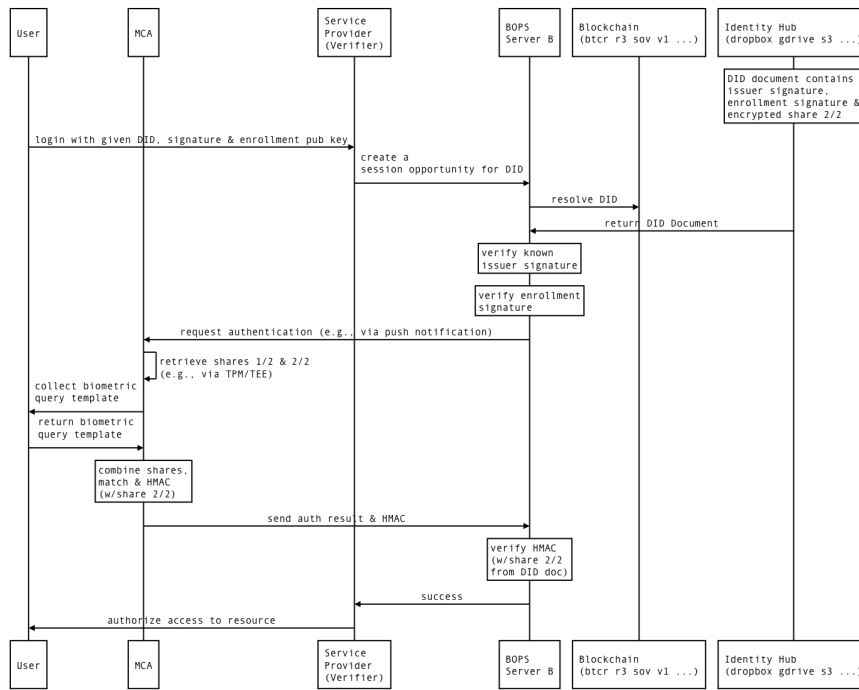 User
MCA
Service
Provider
(Verifier)
BOPS
Server B
Blockchain
(btcr r3 sov v1 ...)
Identity Hub
(dropbox gdrive s3 ...)
DID document contains
issuer signature,
enrollment signature &
encrypted share 2/2
login with given DID, signature & enrollment pub key
create a
session opportunity for DID
resolve DID
return DID Document
verify known
issuer signature
verify enrollment
signature
request authentication (e.g., via push notification)
retrieve shares 1/2 & 2/2
(e.g., via TPM/TEE)
collect biometric
query template
return biometric
query template
combine shares,
match & HMAC
(w/share 2/2)
send auth result & HMAC
verify HMAC
(w/share 2/2
from DID doc)
success
authorize access to resource
User
MCA
Service
Provider
(Verifier)
BOPS
Server B
Blockchain
(btcr r3 sov v1 ...)
Identity Hub
(dropbox gdrive s3 ...)